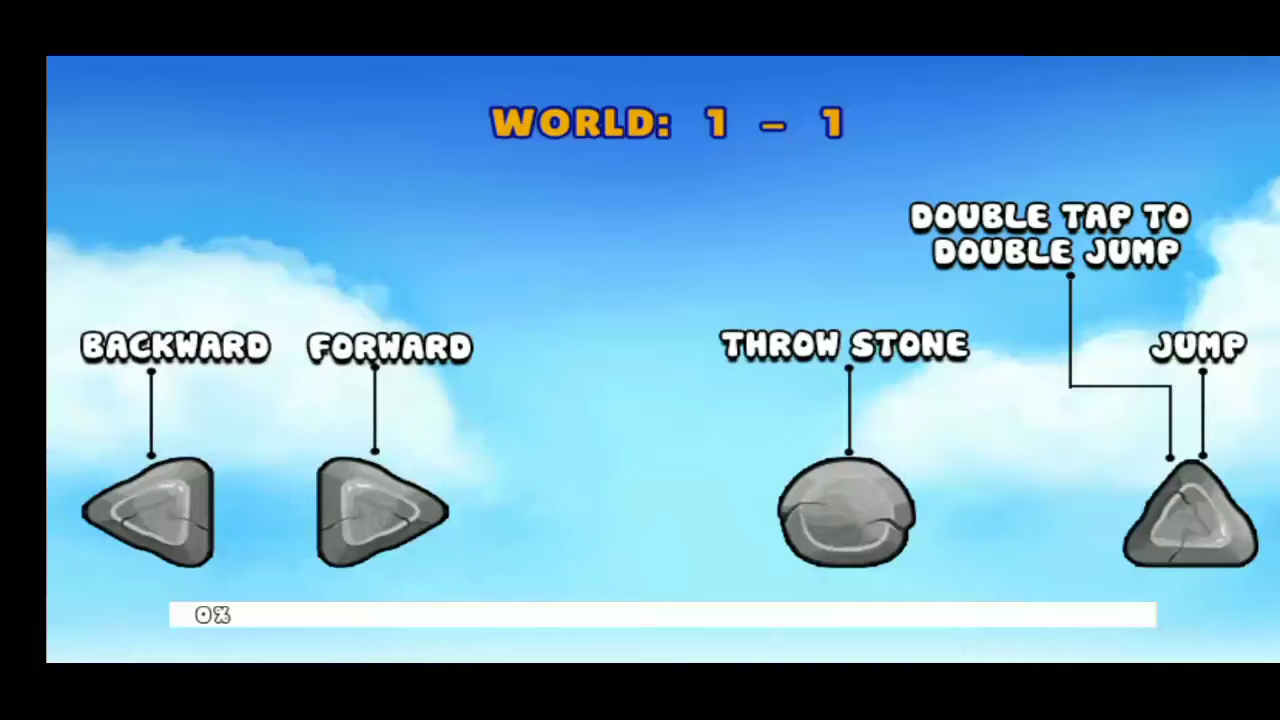 WORLD: 1 - 1
DOUBLE TAP TO
DOUBLE JUMP
BACKWARD
FORWARD
THROW STONE
JUMP
0%